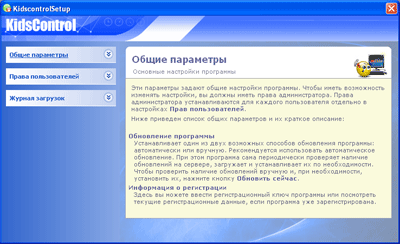 KidscontrolSetup
KidsControl
Общие параметры
Права пользователей
Журнал загрузок
Общие параметры
Основные настройки программы
Эти параметры задают общие настройки программы. Чтобы иметь возможность
изменять настройки, вы должны иметь права администратора. Права
администратора устанавливаются для каждого пользователя отдельно в
настройках Прав пользователей.
Ниже приведен список общих параметров и их краткое описание:
Обновление программы
Устанавливает один из двух возможных способов обновления программы:
автоматически или вручную. Рекомендуется использовать автоматическое
обновление. При этом программа сама периодически проверяет наличие
обновлений на сервере, загружает и устанавливает их по необходимости.
Чтобы проверить наличие обновлений вручную и, при необходимости,
установить их, нажмите кнопку Обновить сейчас.
Информация о регистрации
Здесь вы можете ввести регистрационный ключ программы или посмотреть
текущие регистрационные данные, если программа уже зарегистрирована.